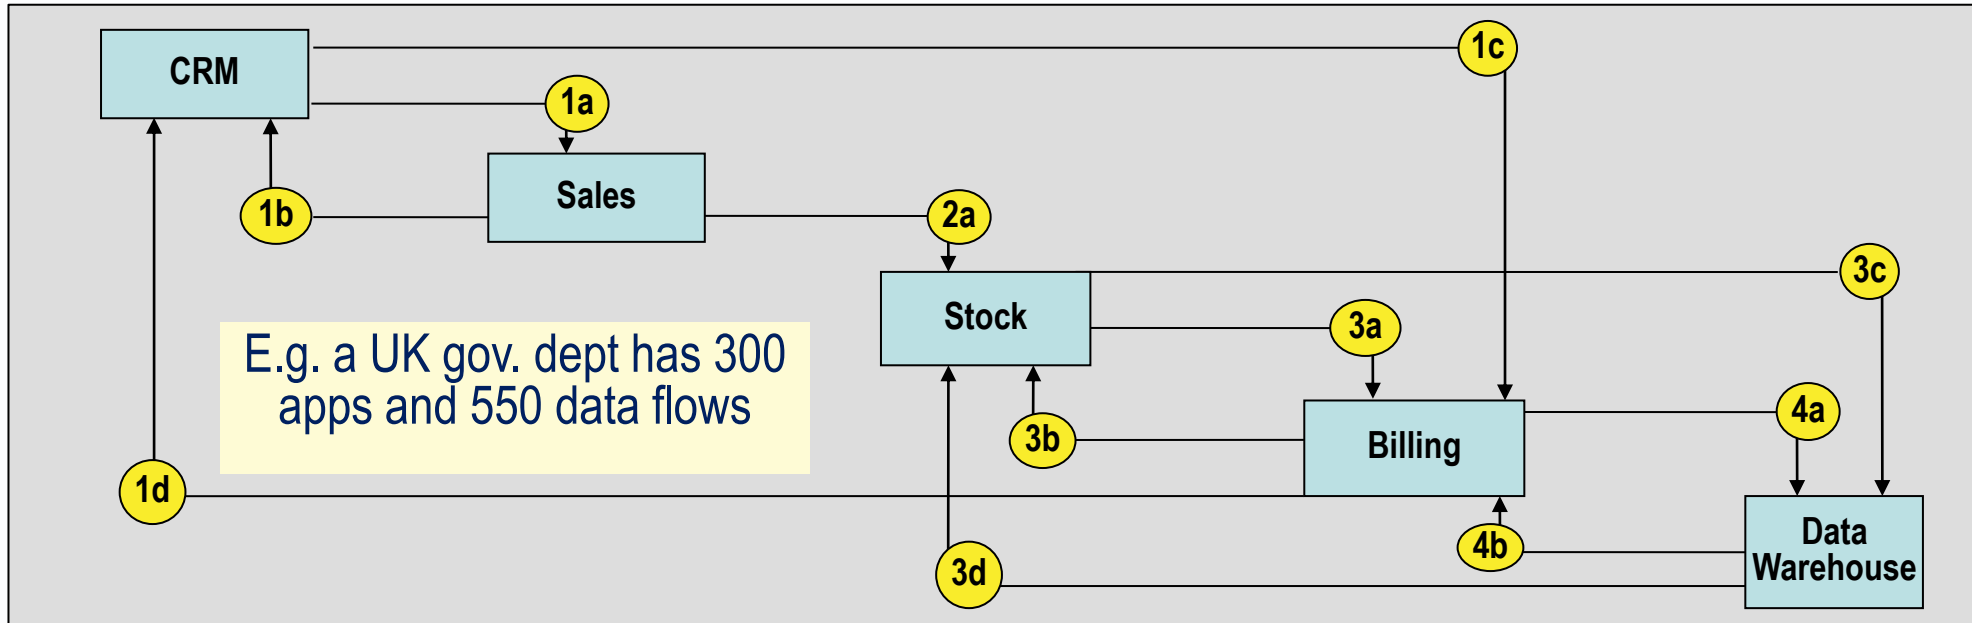 CRM
1c
1a
Sales
1b
2a
3c
Stock
3a
E.g. a UK gov. dept has 300
apps and 550 data flows
4a
3b
Billing
1d
Data
Warehouse
4b
3d